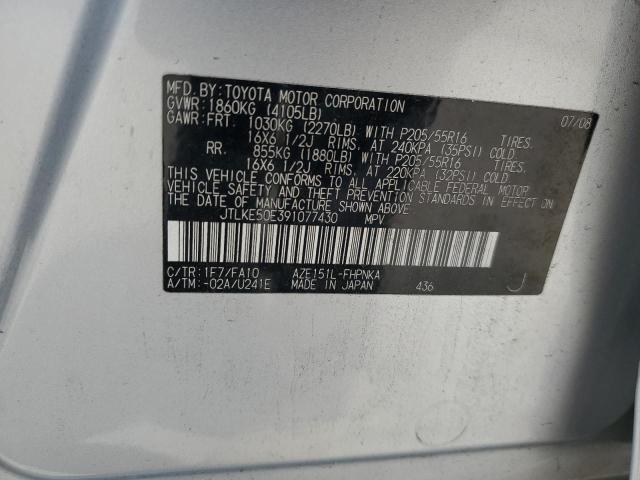 MFD. BY: TOYOTA MOTOR CORPORATION 07/08
GVWR: 1860KG (4105LB)
GAWR: FRT. 1030KG (2270LB) WITH P205/55R16 TIRES.
16X6 1/2J RIMS, AT 240KPA (35PSI) COLD
RR. 855KG (1880LB) WITH P205/55R16 TIRES.
16X6 1/2J RIMS, AT 220KPA (32PSI) COLD
THIS VEHICLE CONFORMS TO ALL APPLICABLE FEDERAL MOTOR
VEHICLE SAFETY AND THEFT PREVENTION STANDARDS IN EFFECT ON
THE DATE OF MANUFACTURE SHOWN ABOVE.
JTLKE50E391077430 MPV
C/TR: 1F7/FA10 AZE151L-FHPNKA
A/TM: -02A/U241E MADE IN JAPAN 436 J